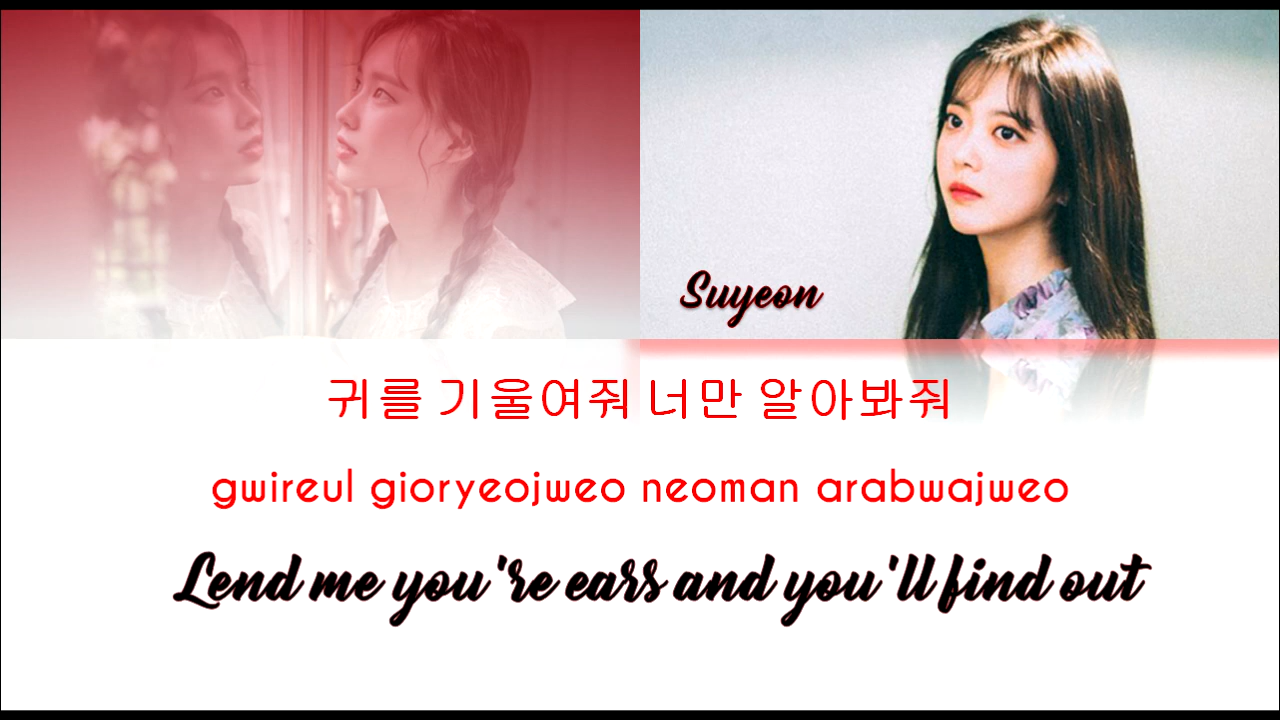 Suyeon
귀를 기울여줘 너만 알아봐줘
gwireul gioryeojweo neoman arabwajweo
Lend me you're ears and you'll find out